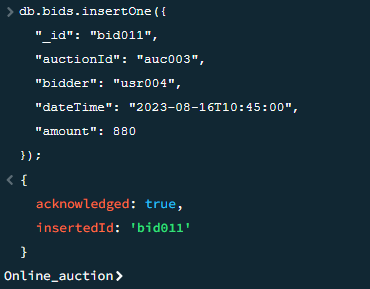 > db.bids.insertOne({
"_id": "bid011",
"auctionId": "auc003",
"bidder": "usr004",
"dateTime": "2023-08-16T10:45:00",
"amount": 880
});
< {
acknowledged: true,
insertedId: 'bid011'
}
Online_auction>